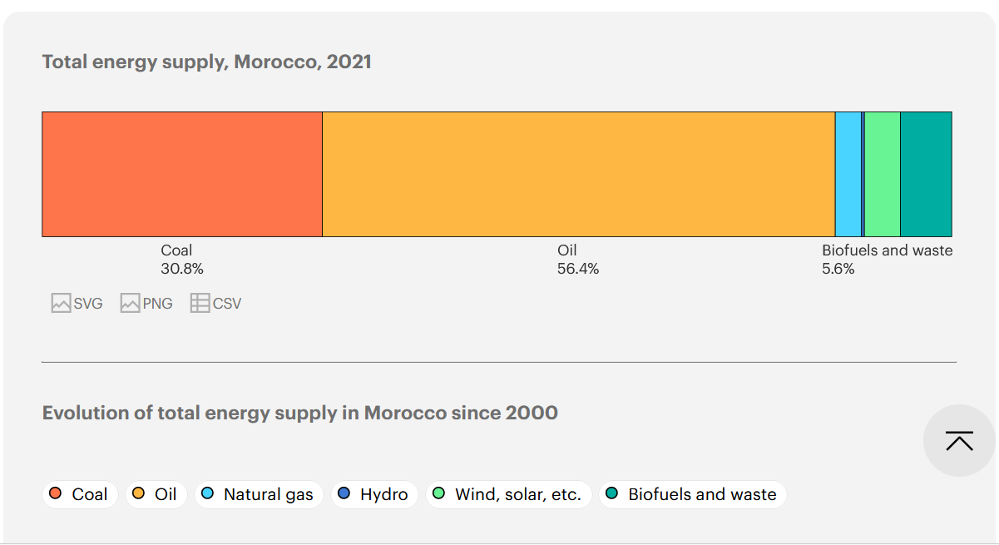 Total energy supply, Morocco, 2021
Coal
30.8%
Oil
56.4%
Biofuels and waste
5.6%
SVG PNG CSV
Evolution of total energy supply in Morocco since 2000
Coal Oil Natural gas Hydro Wind, solar, etc. Biofuels and waste